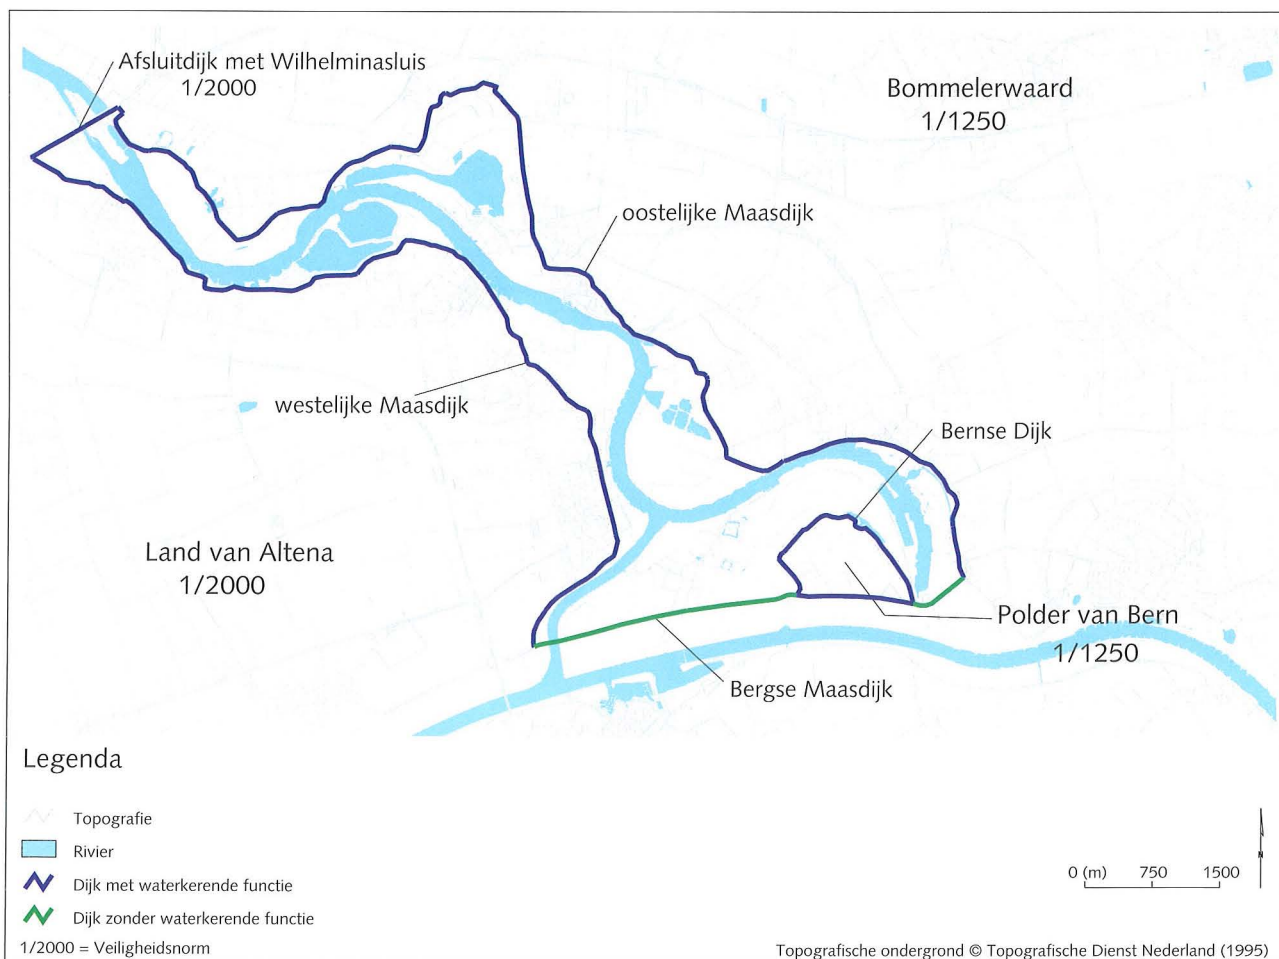 Afsluitdijk met Wilhelminasluis
1/2000
Bommelerwaard
1/1250
oostelijke Maasdijk
westelijke Maasdijk
Bernse Dijk
Land van Altena
1/2000
Polder van Bern
1/1250
Bergse Maasdijk
Legenda
Topografie
Rivier
Dijk met waterkerende functie
Dijk zonder waterkerende functie
1/2000 = Veiligheidsnorm
N
0 (m) 750 1500
Topografische ondergrond © Topografische Dienst Nederland (1995)